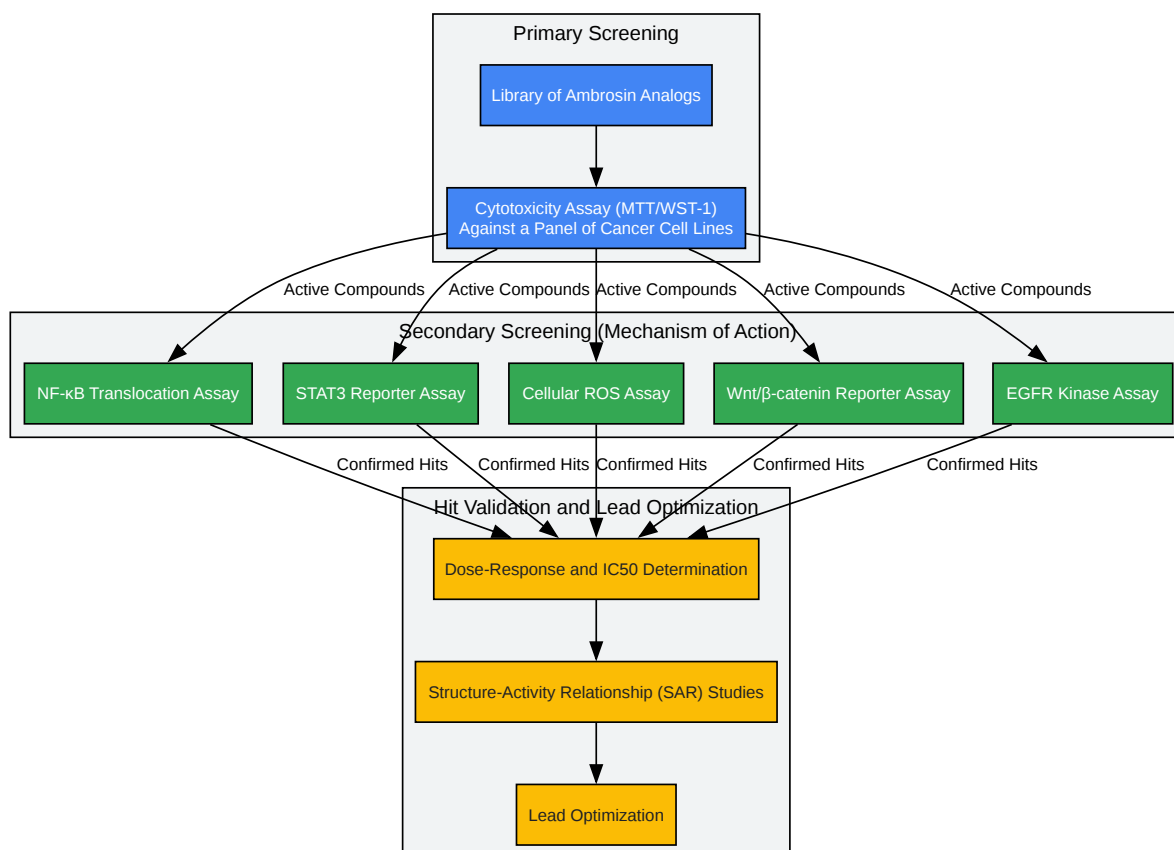 Primary Screening
Library of Ambrosin Analogs
Cytotoxicity Assay (MTT/WST-1)
Against a Panel of Cancer Cell Lines
Active Compounds
Active Compounds
Active Compounds
Active Compounds
Active Compounds
Secondary Screening (Mechanism of Action)
NF-κB Translocation Assay
STAT3 Reporter Assay
Cellular ROS Assay
Wnt/β-catenin Reporter Assay
EGFR Kinase Assay
Confirmed Hits
Confirmed Hits
Confirmed Hits
Confirmed Hits
Confirmed Hits
Hit Validation and Lead Optimization
Dose-Response and IC50 Determination
Structure-Activity Relationship (SAR) Studies
Lead Optimization